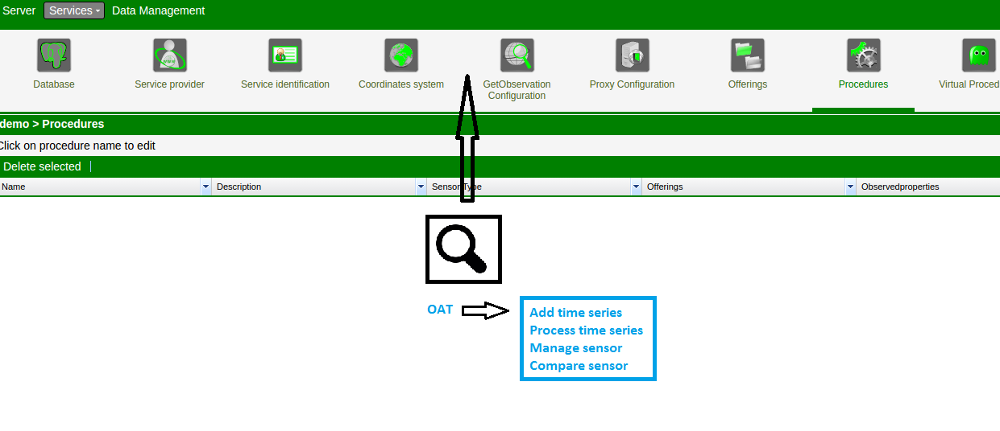 Server Services Data Management
www
Database Service provider Service identification Coordinates system GetObservation Configuration Proxy Configuration Offerings Procedures Virtual Proced
demo > Procedures
Click on procedure name to edit
Delete selected
Name Description Sensor Type Offerings Observedproperties
OAT
Add time series
Process time series
Manage sensor
Compare sensor